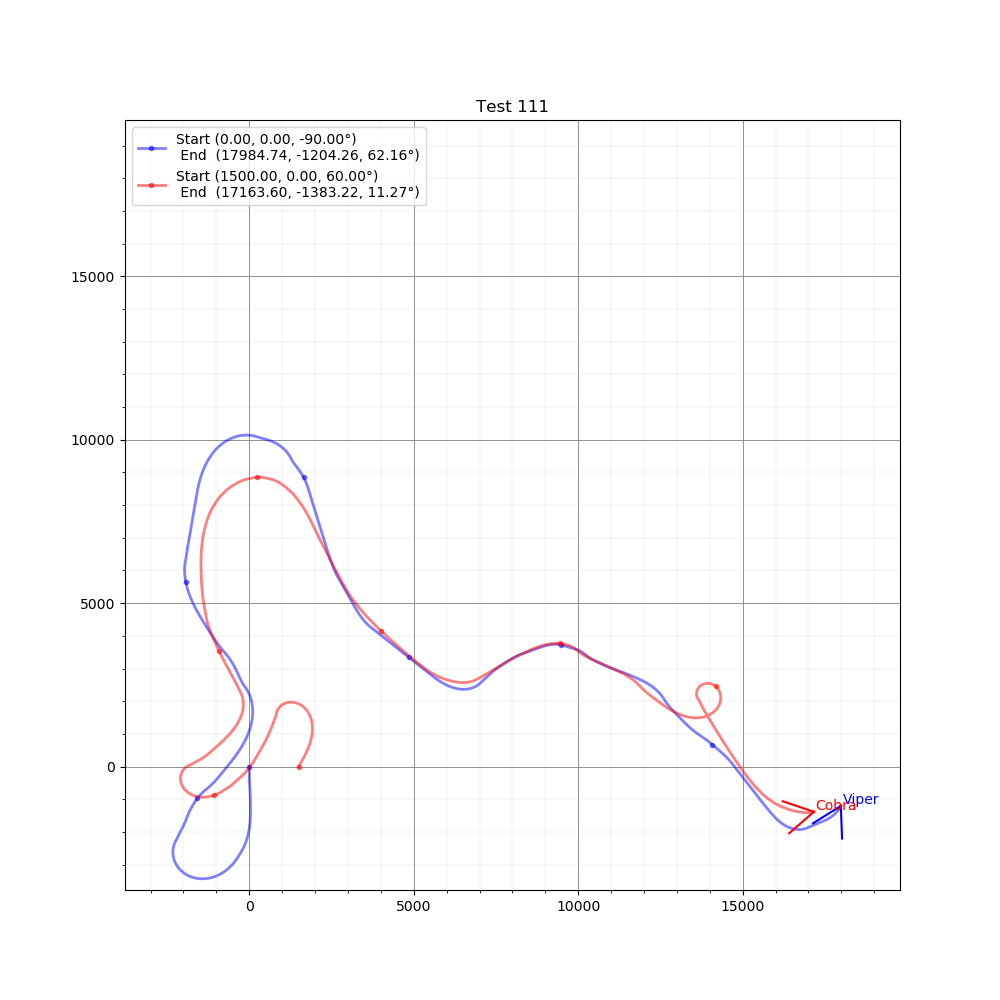 Test 111
Start (0.00, 0.00, -90.00°)
End (17984.74, -1204.26, 62.16°)
Start (1500.00, 0.00, 60.00°)
End (17163.60, -1383.22, 11.27°)
15000
10000
5000
0
Viper
Cobra
0 5000 10000 15000